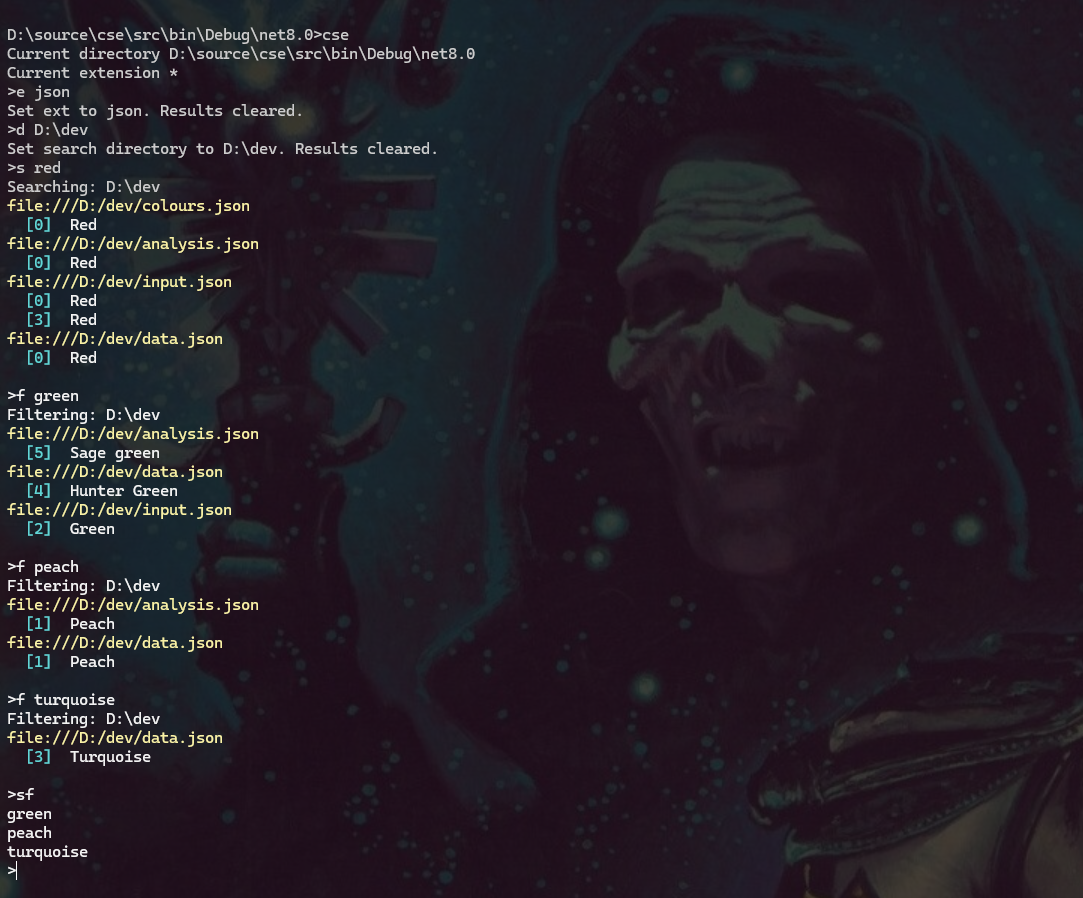 D:\source\cse\src\bin\Debug\net8.0>cse
Current directory D:\source\cse\src\bin\Debug\net8.0
Current extension *
>e json
Set ext to json. Results cleared.
>d D:\dev
Set search directory to D:\dev. Results cleared.
>s red
Searching: D:\dev
file:///D:/dev/colours.json
[0] Red
file:///D:/dev/analysis.json
[0] Red
file:///D:/dev/input.json
[0] Red
[3] Red
file:///D:/dev/data.json
[0] Red
>f green
Filtering: D:\dev
file:///D:/dev/analysis.json
[5] Sage green
file:///D:/dev/data.json
[4] Hunter Green
file:///D:/dev/input.json
[2] Green
>f peach
Filtering: D:\dev
file:///D:/dev/analysis.json
[1] Peach
file:///D:/dev/data.json
[1] Peach
>f turquoise
Filtering: D:\dev
file:///D:/dev/data.json
[3] Turquoise
>sf
green
peach
turquoise
>